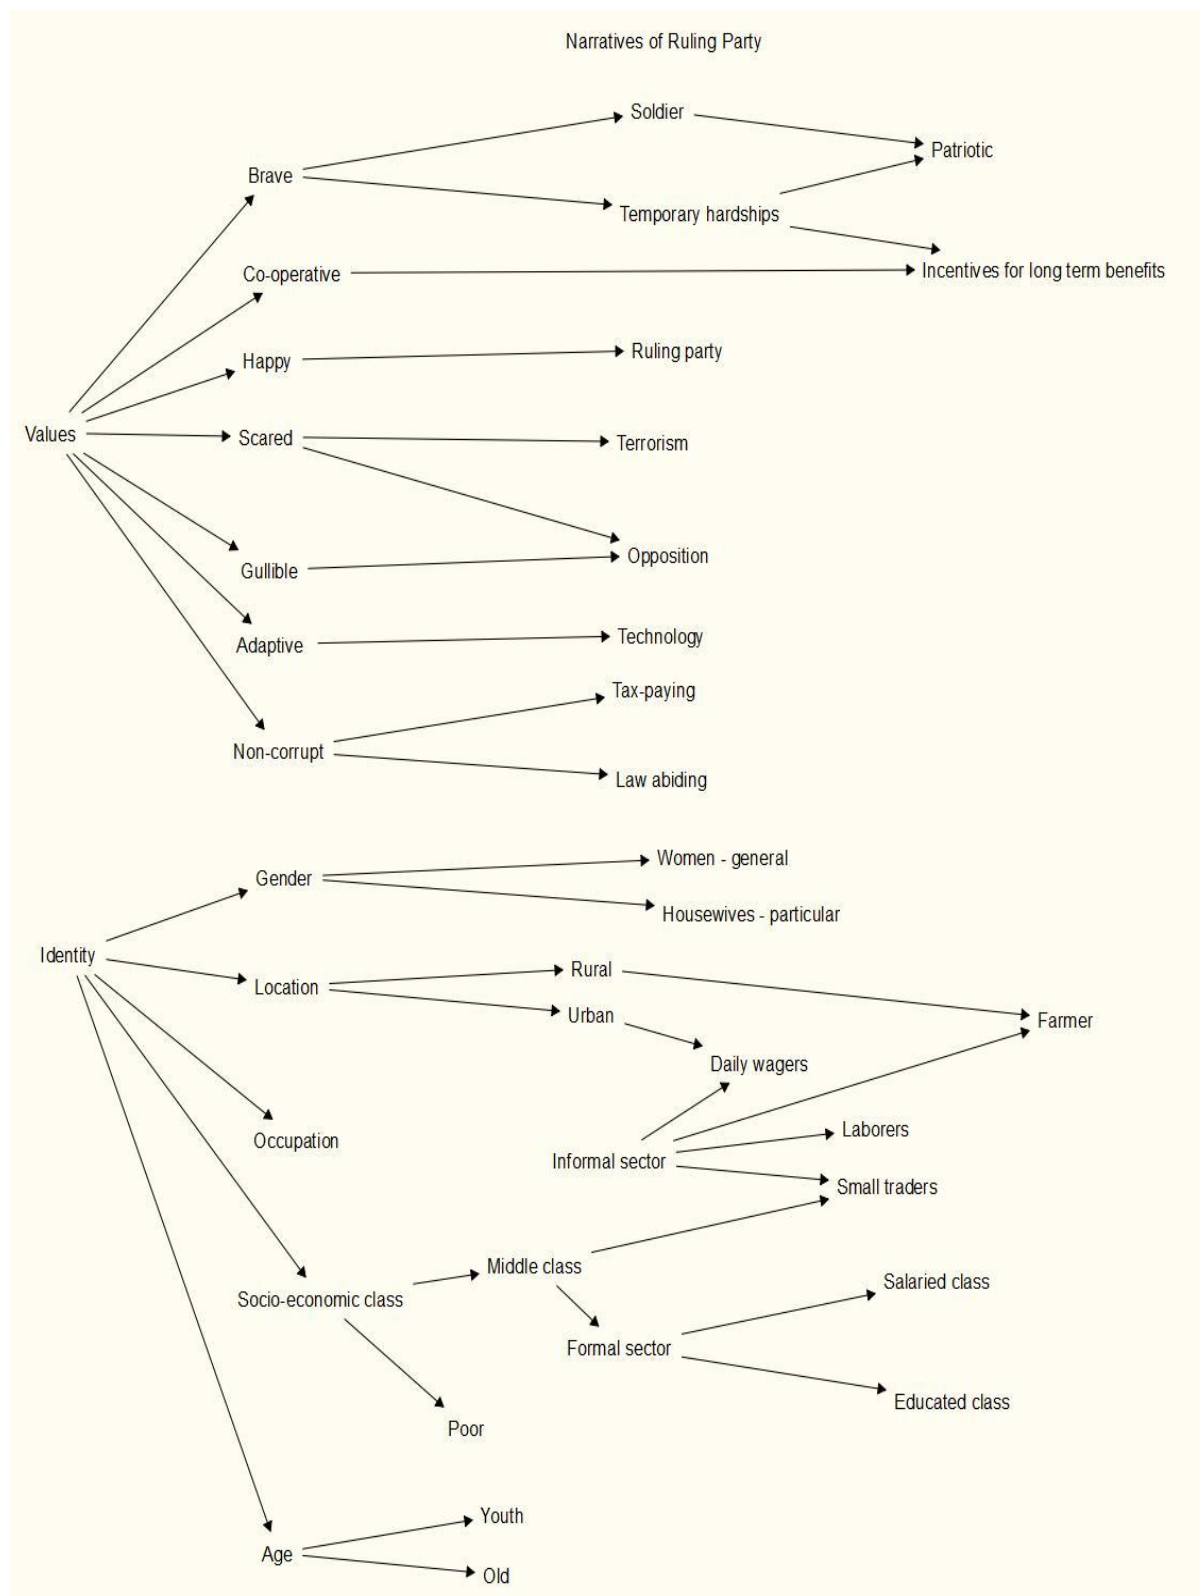 Narratives of Ruling Party
Soldier
Patriotic
Brave
Temporary hardships
Co-operative
Incentives for long term benefits
Happy
Ruling party
Values
Scared
Terrorism
Opposition
Gullible
Adaptive
Technology
Tax-paying
Non-corrupt
Law abiding
Women - general
Gender
Housewives - particular
Identity
Location
Rural
Urban
Farmer
Daily wagers
Occupation
Laborers
Informal sector
Small traders
Middle class
Socio-economic class
Salaried class
Formal sector
Educated class
Poor
Youth
Age
Old